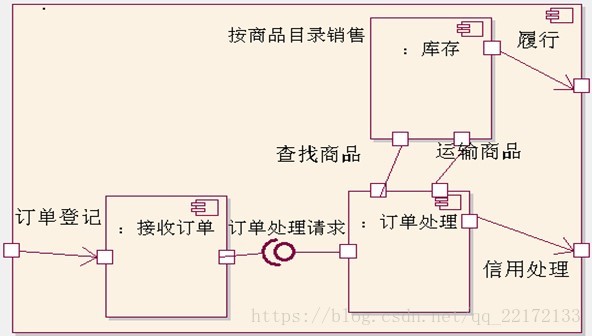 履行
按商品目录销售
：库存
查找商品
运输商品
订单登记
：接收订单
订单处理请求
：订单处理
信用处理
https://blog.csdn.net/qq_22172133